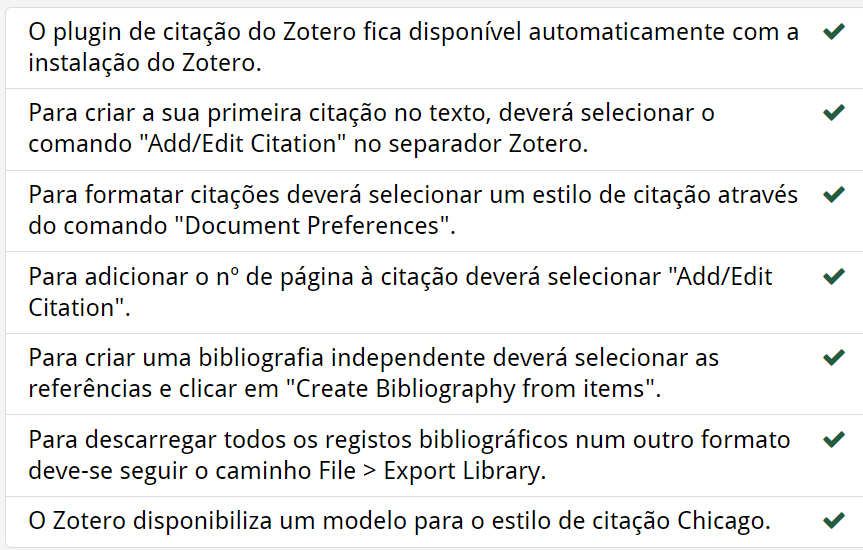 O plugin de citação do Zotero fica disponível automaticamente com a
instalação do Zotero.
Para criar a sua primeira citação no texto, deverá selecionar o
comando "Add/Edit Citation" no separador Zotero.
Para formatar citações deverá selecionar um estilo de citação através
do comando "Document Preferences".
Para adicionar o nº de página à citação deverá selecionar "Add/Edit
Citation".
Para criar uma bibliografia independente deverá selecionar as
referências e clicar em "Create Bibliography from items".
Para descarregar todos os registos bibliográficos num outro formato
deve-se seguir o caminho File > Export Library.
O Zotero disponibiliza um modelo para o estilo de citação Chicago.